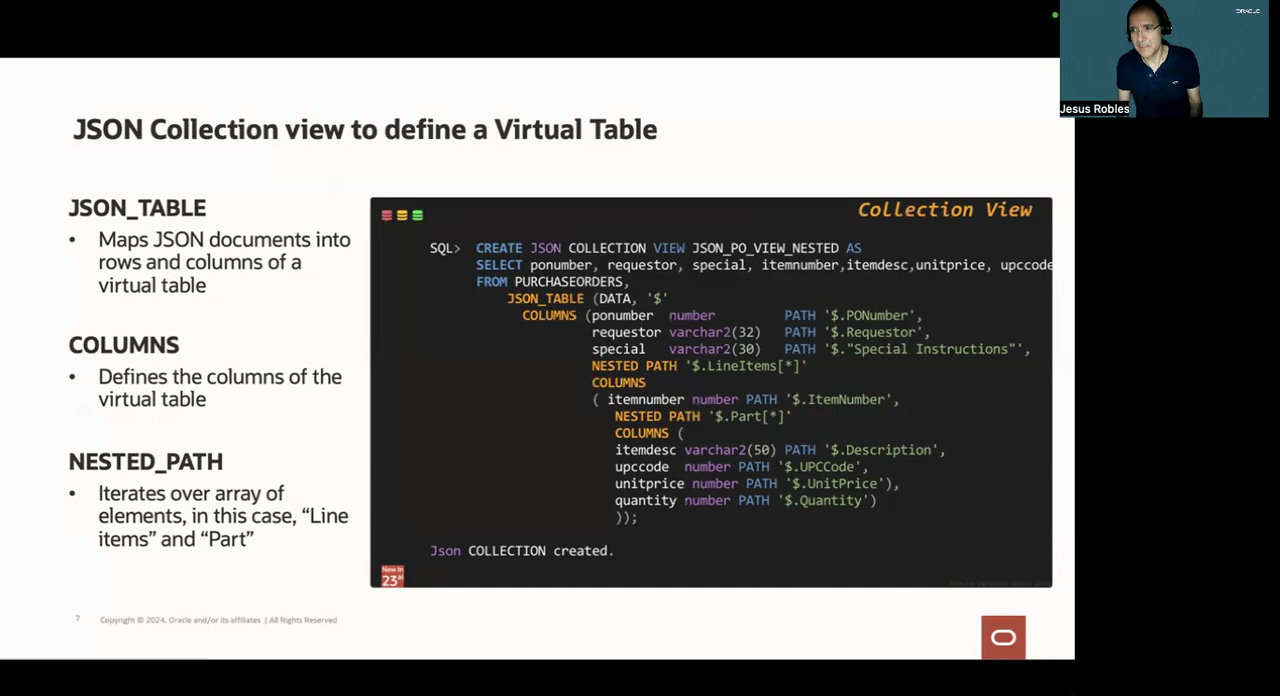 ORACLE
Jesus Robles
JSON Collection view to define a Virtual Table
JSON_TABLE
• Maps JSON documents into
rows and columns of a
virtual table
COLUMNS
• Defines the columns of the
virtual table
NESTED_PATH
• Iterates over array of
elements, in this case, “Line
items” and “Part”
Collection View
SQL> CREATE JSON COLLECTION VIEW JSON_PO_VIEW_NESTED AS
SELECT ponumber, requestor, special, itemnumber,itemdesc,unitprice, upccode
FROM PURCHASEORDERS,
JSON_TABLE (DATA, '$'
COLUMNS (ponumber number PATH '$.PONumber',
requestor varchar2(32) PATH '$.Requestor',
special varchar2(30) PATH '$."Special Instructions"',
NESTED PATH '$.LineItems[*]'
COLUMNS
( itemnumber number PATH '$.ItemNumber',
NESTED PATH '$.Part[*]'
COLUMNS (
itemdesc varchar2(50) PATH '$.Description',
upccode number PATH '$.UPCCode',
unitprice number PATH '$.UnitPrice'),
quantity number PATH '$.Quantity')
));
Json COLLECTION created.
New in
23ai
7 Copyright © 2024, Oracle and/or its affiliates | All Rights Reserved